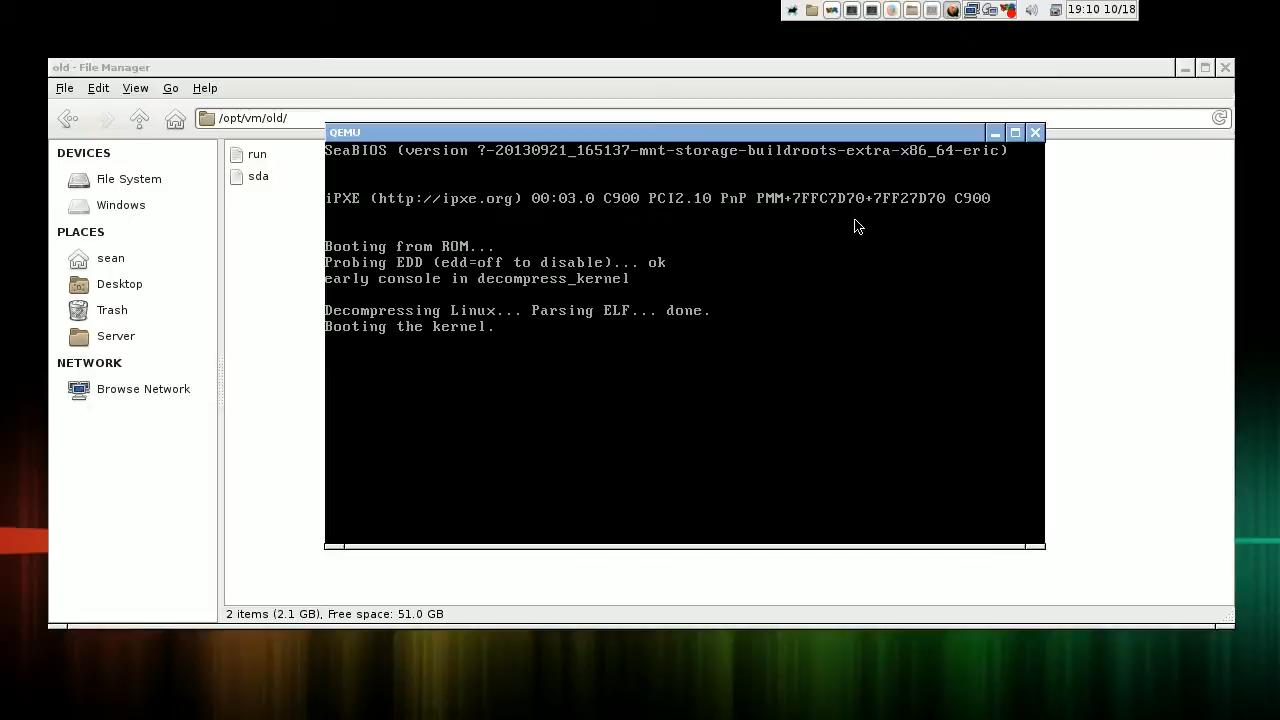 19:10 10/18
old - File Manager
File Edit View Go Help
/opt/vm/old/
DEVICES
File System
Windows
PLACES
sean
Desktop
Trash
Server
NETWORK
Browse Network
run
sda
QEMU
SeaBIOS (version ?-20130921_165137-mnt-storage-buildroots-extra-x86_64-eric)
iPXE (http://ipxe.org) 00:03.0 C900 PCI2.10 PnP PMM+7FFC7D70+7FF27D70 C900
Booting from ROM...
Probing EDD (edd=off to disable)... ok
early console in decompress_kernel
Decompressing Linux... Parsing ELF... done.
Booting the kernel.
2 items (2.1 GB), Free space: 51.0 GB